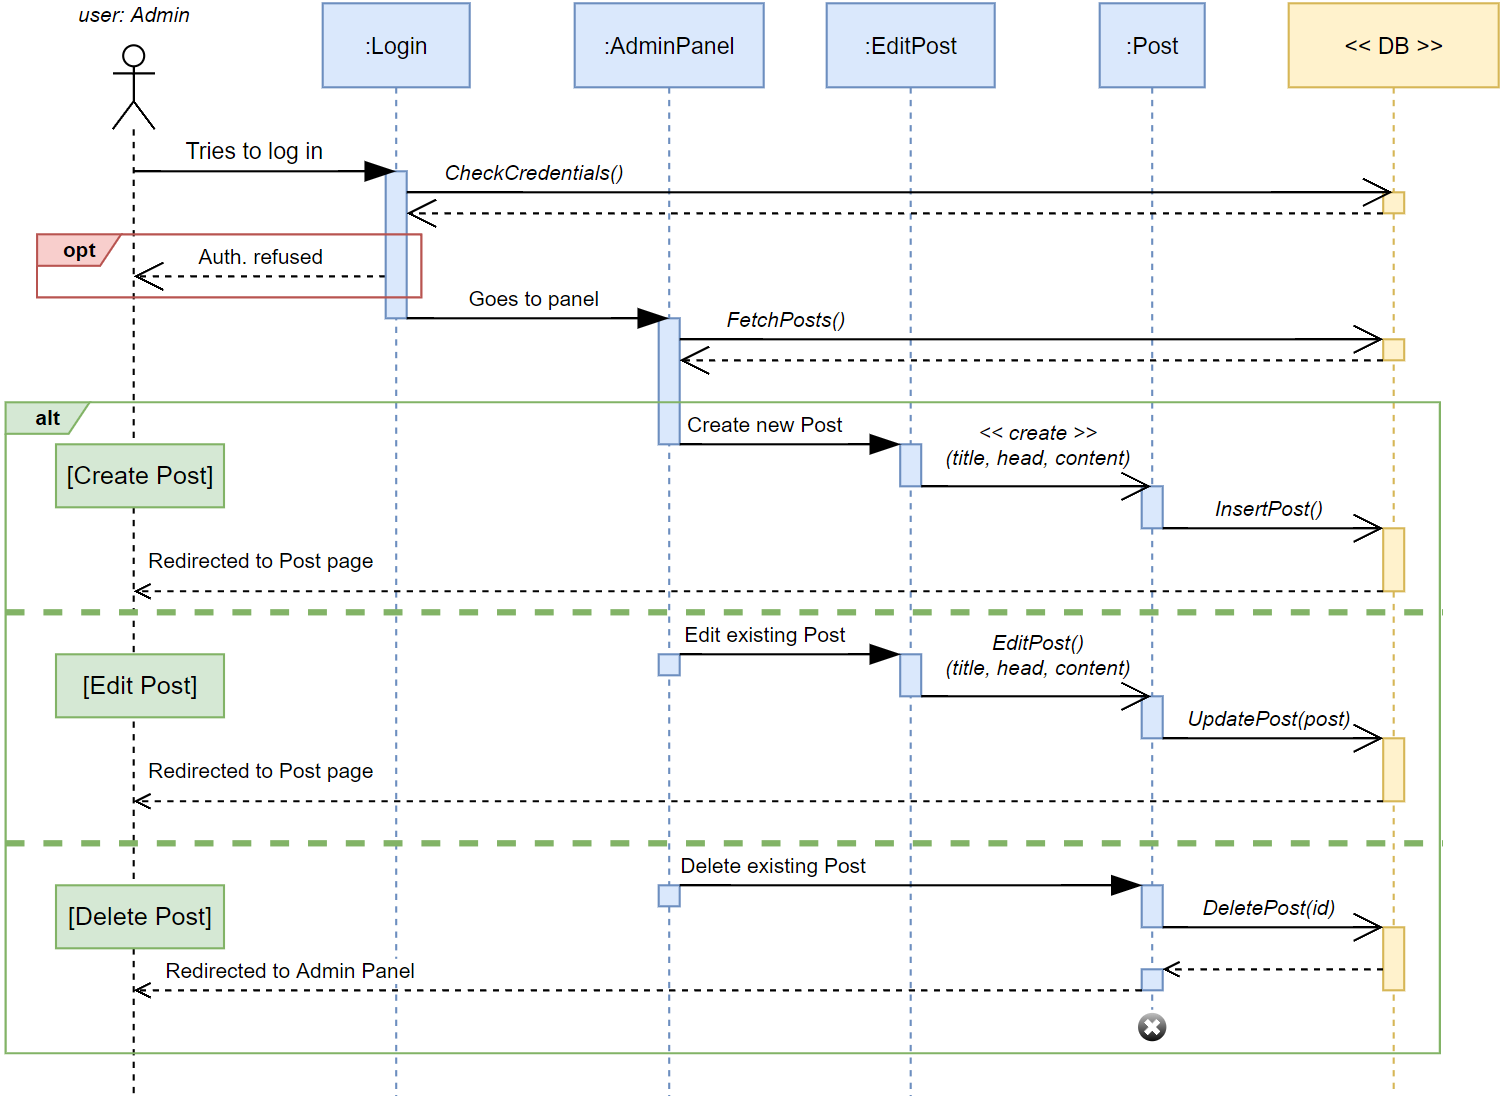 user: Admin
:Login
:AdminPanel
:EditPost
:Post
<< DB >>
Tries to log in
CheckCredentials()
opt
Auth. refused
Goes to panel
FetchPosts()
alt
Create new Post
<< create >>
(title, head, content)
[Create Post]
InsertPost()
Redirected to Post page
Edit existing Post
EditPost()
(title, head, content)
[Edit Post]
UpdatePost(post)
Redirected to Post page
Delete existing Post
[Delete Post]
DeletePost(id)
Redirected to Admin Panel